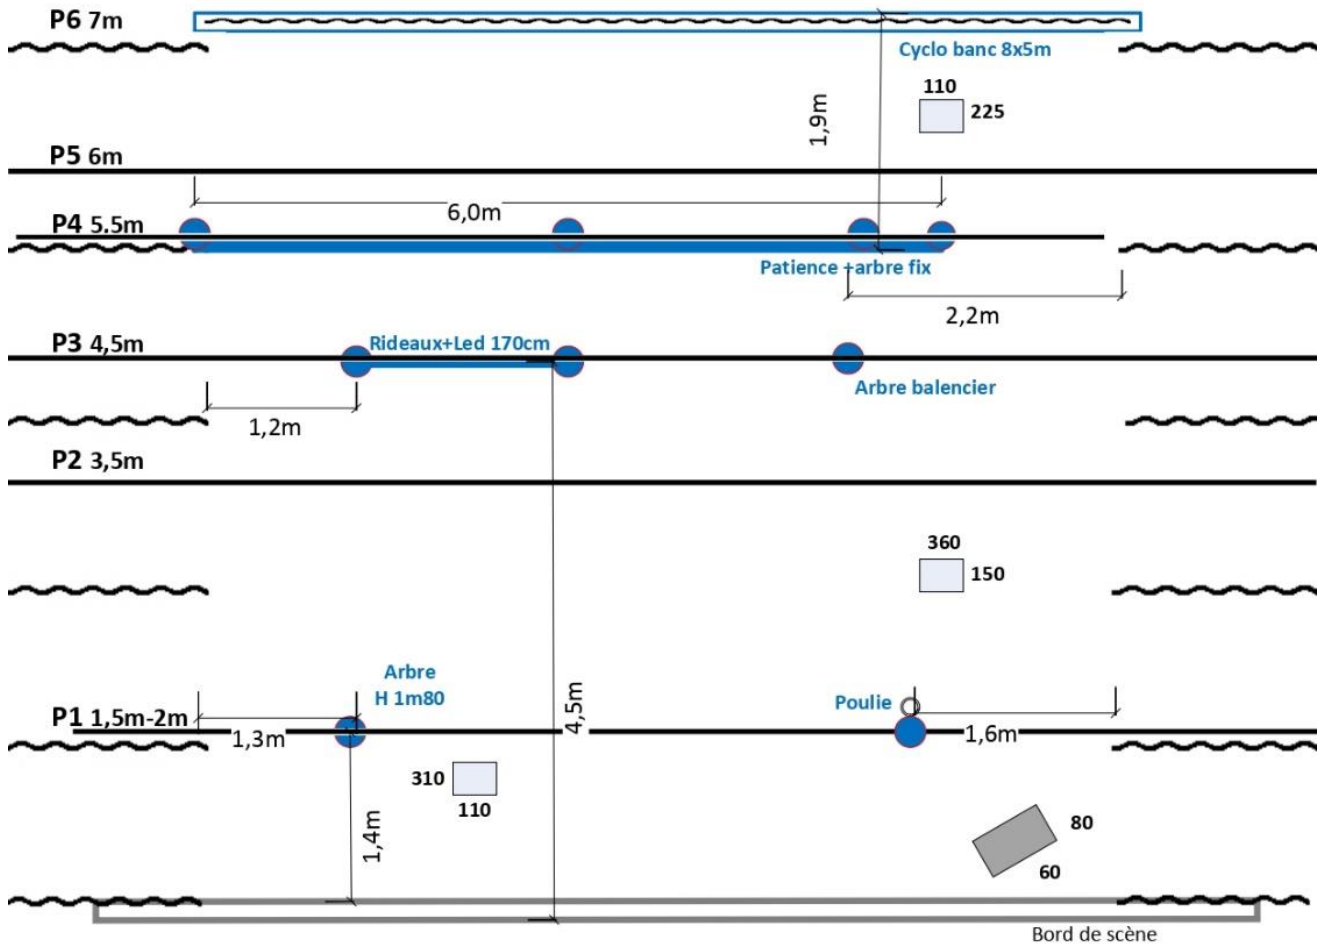 P6 7m
Cyclo banc 8x5m
110
225
1,9m
P5 6m
6,0m
P4 5.5m
Patience +arbre fix
2,2m
P3 4,5m
Rideaux+Led 170cm
Arbre balencier
1,2m
P2 3,5m
360
150
Arbre
H 1m80
Poulie
4,5m
P1 1,5m-2m
1,3m
1,6m
310
110
1,4m
80
60
Bord de scène